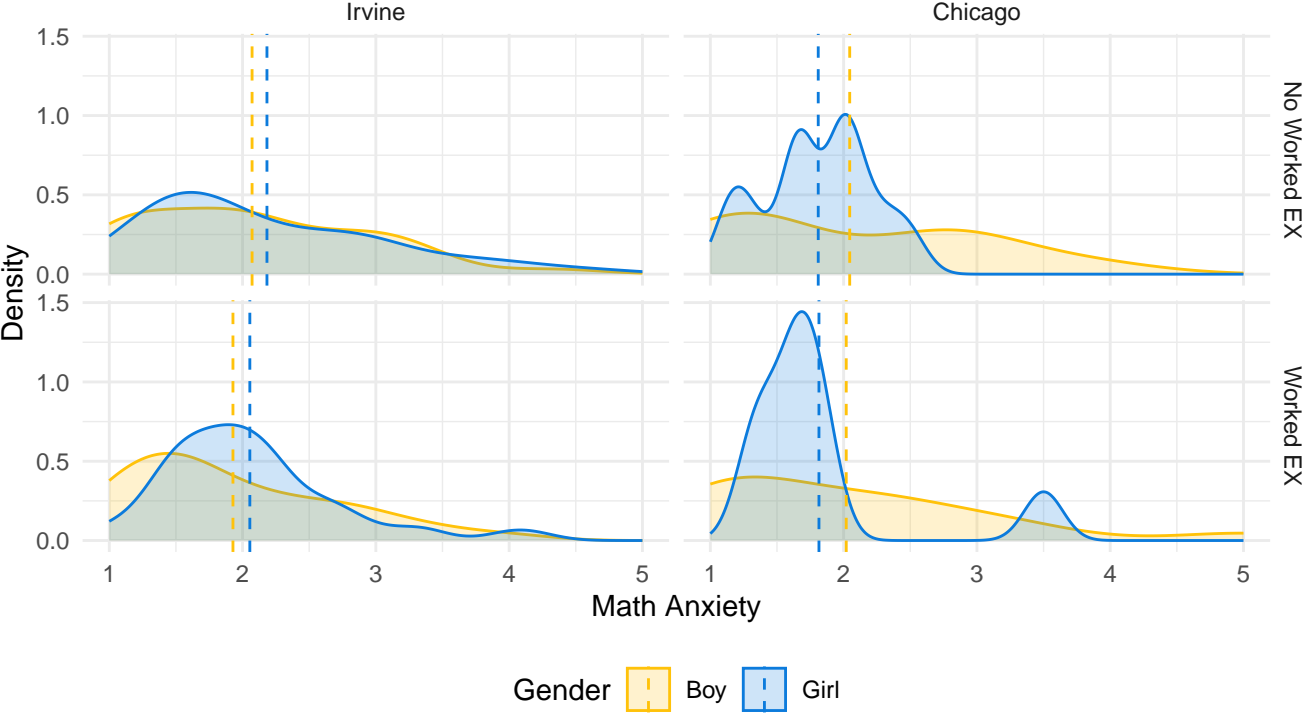 Irvine
Chicago
1.5
1.0
0.5
0.0
No Worked EX
1.5
1.0
0.5
0.0
Worked EX
Density
1 2 3 4 5 1 2 3 4 5
Math Anxiety
Gender Boy Girl